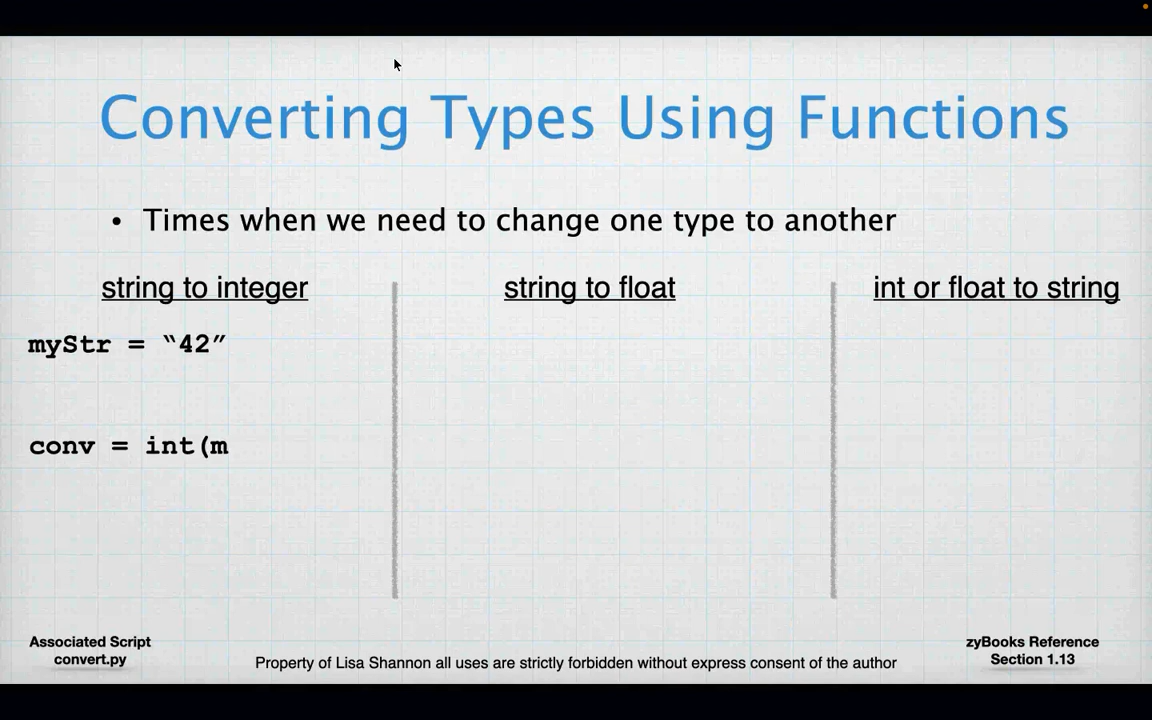 Converting Types Using Functions
• Times when we need to change one type to another
string to integer
myStr = “42”
conv = int(m
string to float
int or float to string
Associated Script
convert.py
Property of Lisa Shannon all uses are strictly forbidden without express consent of the author
zyBooks Reference
Section 1.13